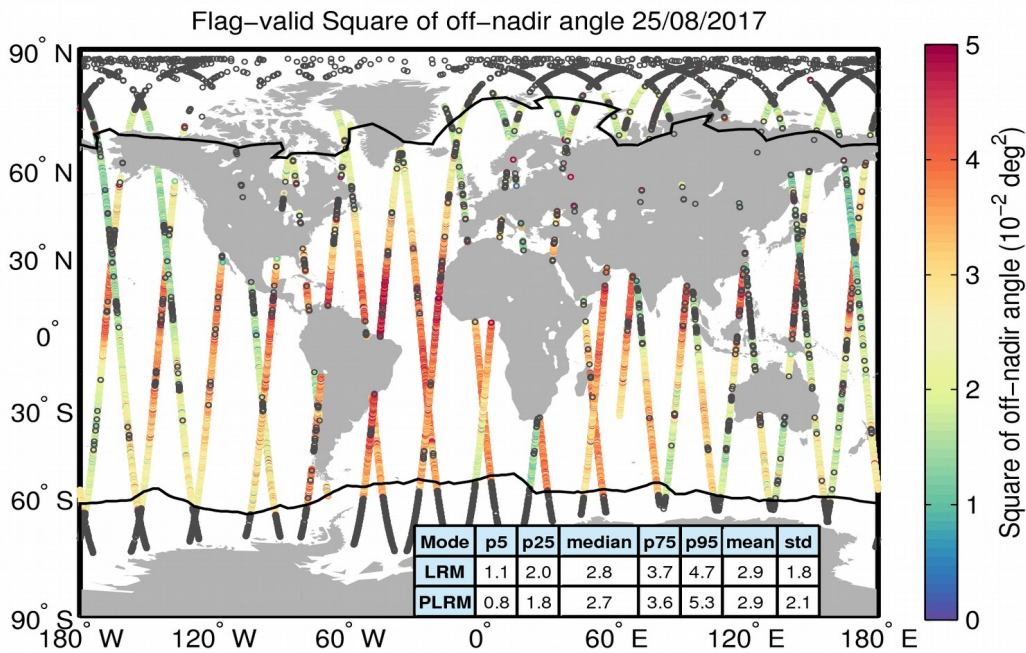 Flag-valid Square of off-nadir angle 25/08/2017
90° N
60° N
30° N
0°
30° S
60° S
90° S
180° W
120° W
60° W
0°
60° E
120° E
180° E
Mode p5 p25 median p75 p95 mean std
LRM 1.1 2.0 2.8 3.7 4.7 2.9 1.8
PLRM 0.8 1.8 2.7 3.6 5.3 2.9 2.1
5
4
3
2
1
0
Square of off-nadir angle (10⁻² deg²)